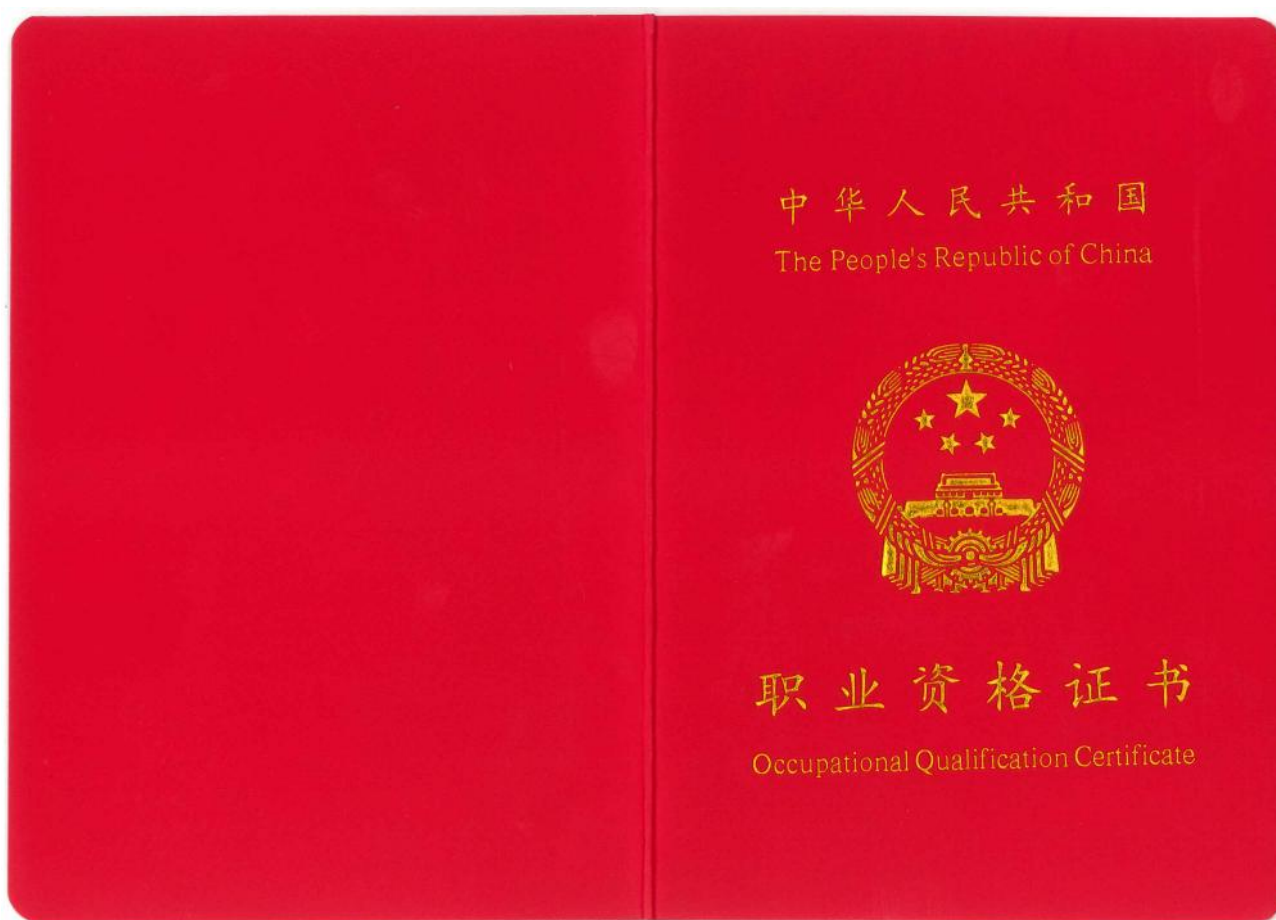 中华人民共和国
The People's Republic of China
职业资格证书
Occupational Qualification Certificate